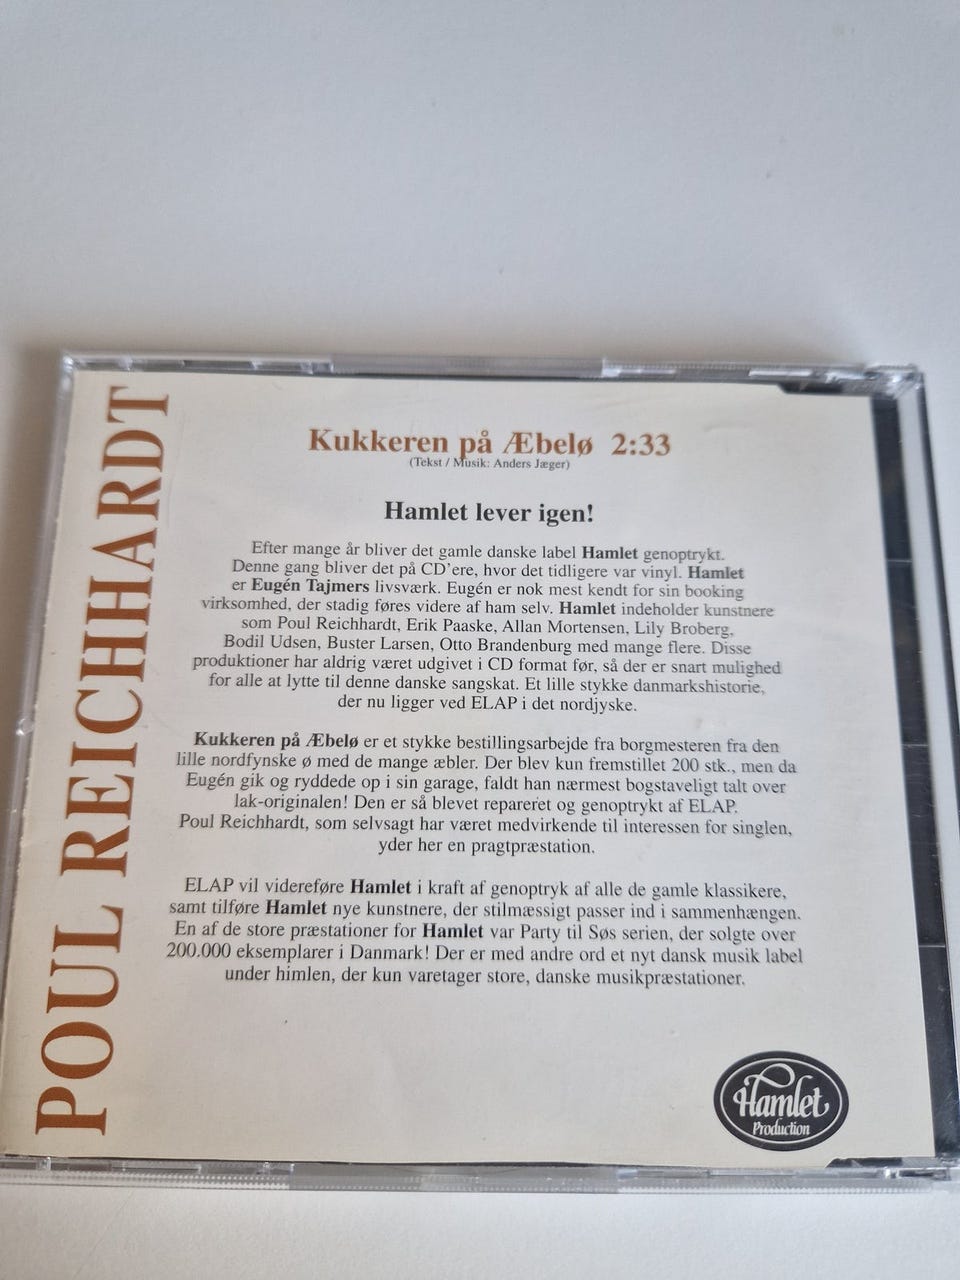 POUL REICHHARDT
Kukkeren på Æbelø 2:33
(Tekst / Musik: Anders Jæger)
Hamlet lever igen!
Efter mange år bliver det gamle danske label Hamlet genoptrykt.
Denne gang bliver det på CD'ere, hvor det tidligere var vinyl. Hamlet
er Eugén Tajmers livsværk. Eugén er nok mest kendt for sin booking
virksomhed, der stadig føres videre af ham selv. Hamlet indeholder kunstnere
som Poul Reichhardt, Erik Paaske, Allan Mortensen, Lily Broberg,
Bodil Udsen, Buster Larsen, Otto Brandenburg med mange flere. Disse
produktioner har aldrig været udgivet i CD format før, så der er snart mulighed
for alle at lytte til denne danske sangskat. Et lille stykke danmarkshistorie,
der nu ligger ved ELAP i det nordjyske.
Kukkeren på Æbelø er et stykke bestillingsarbejde fra borgmesteren fra den
lille nordfynske ø med de mange æbler. Der blev kun fremstillet 200 stk., men da
Eugén gik og ryddede op i sin garage, faldt han nærmest bogstaveligt talt over
lak-originalen! Den er så blevet repareret og genoptrykt af ELAP.
Poul Reichhardt, som selvsagt har været medvirkende til interessen for singlen,
yder her en pragtpræstation.
ELAP vil videreføre Hamlet i kraft af genoptryk af alle de gamle klassikere,
samt tilføre Hamlet nye kunstnere, der stilmæssigt passer ind i sammenhængen.
En af de store præstationer for Hamlet var Party til Søs serien, der solgte over
200.000 eksemplarer i Danmark! Der er med andre ord et nyt dansk musik label
under himlen, der kun varetager store, danske musikpræstationer.
Hamlet
Production